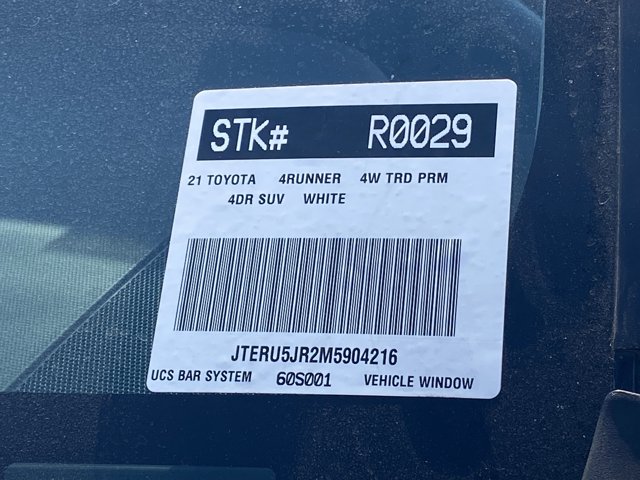 STK# R0029
21 TOYOTA 4RUNNER 4W TRD PRM
4DR SUV WHITE
JTERU5JR2M5904216
UCS BAR SYSTEM 60S001 VEHICLE WINDOW